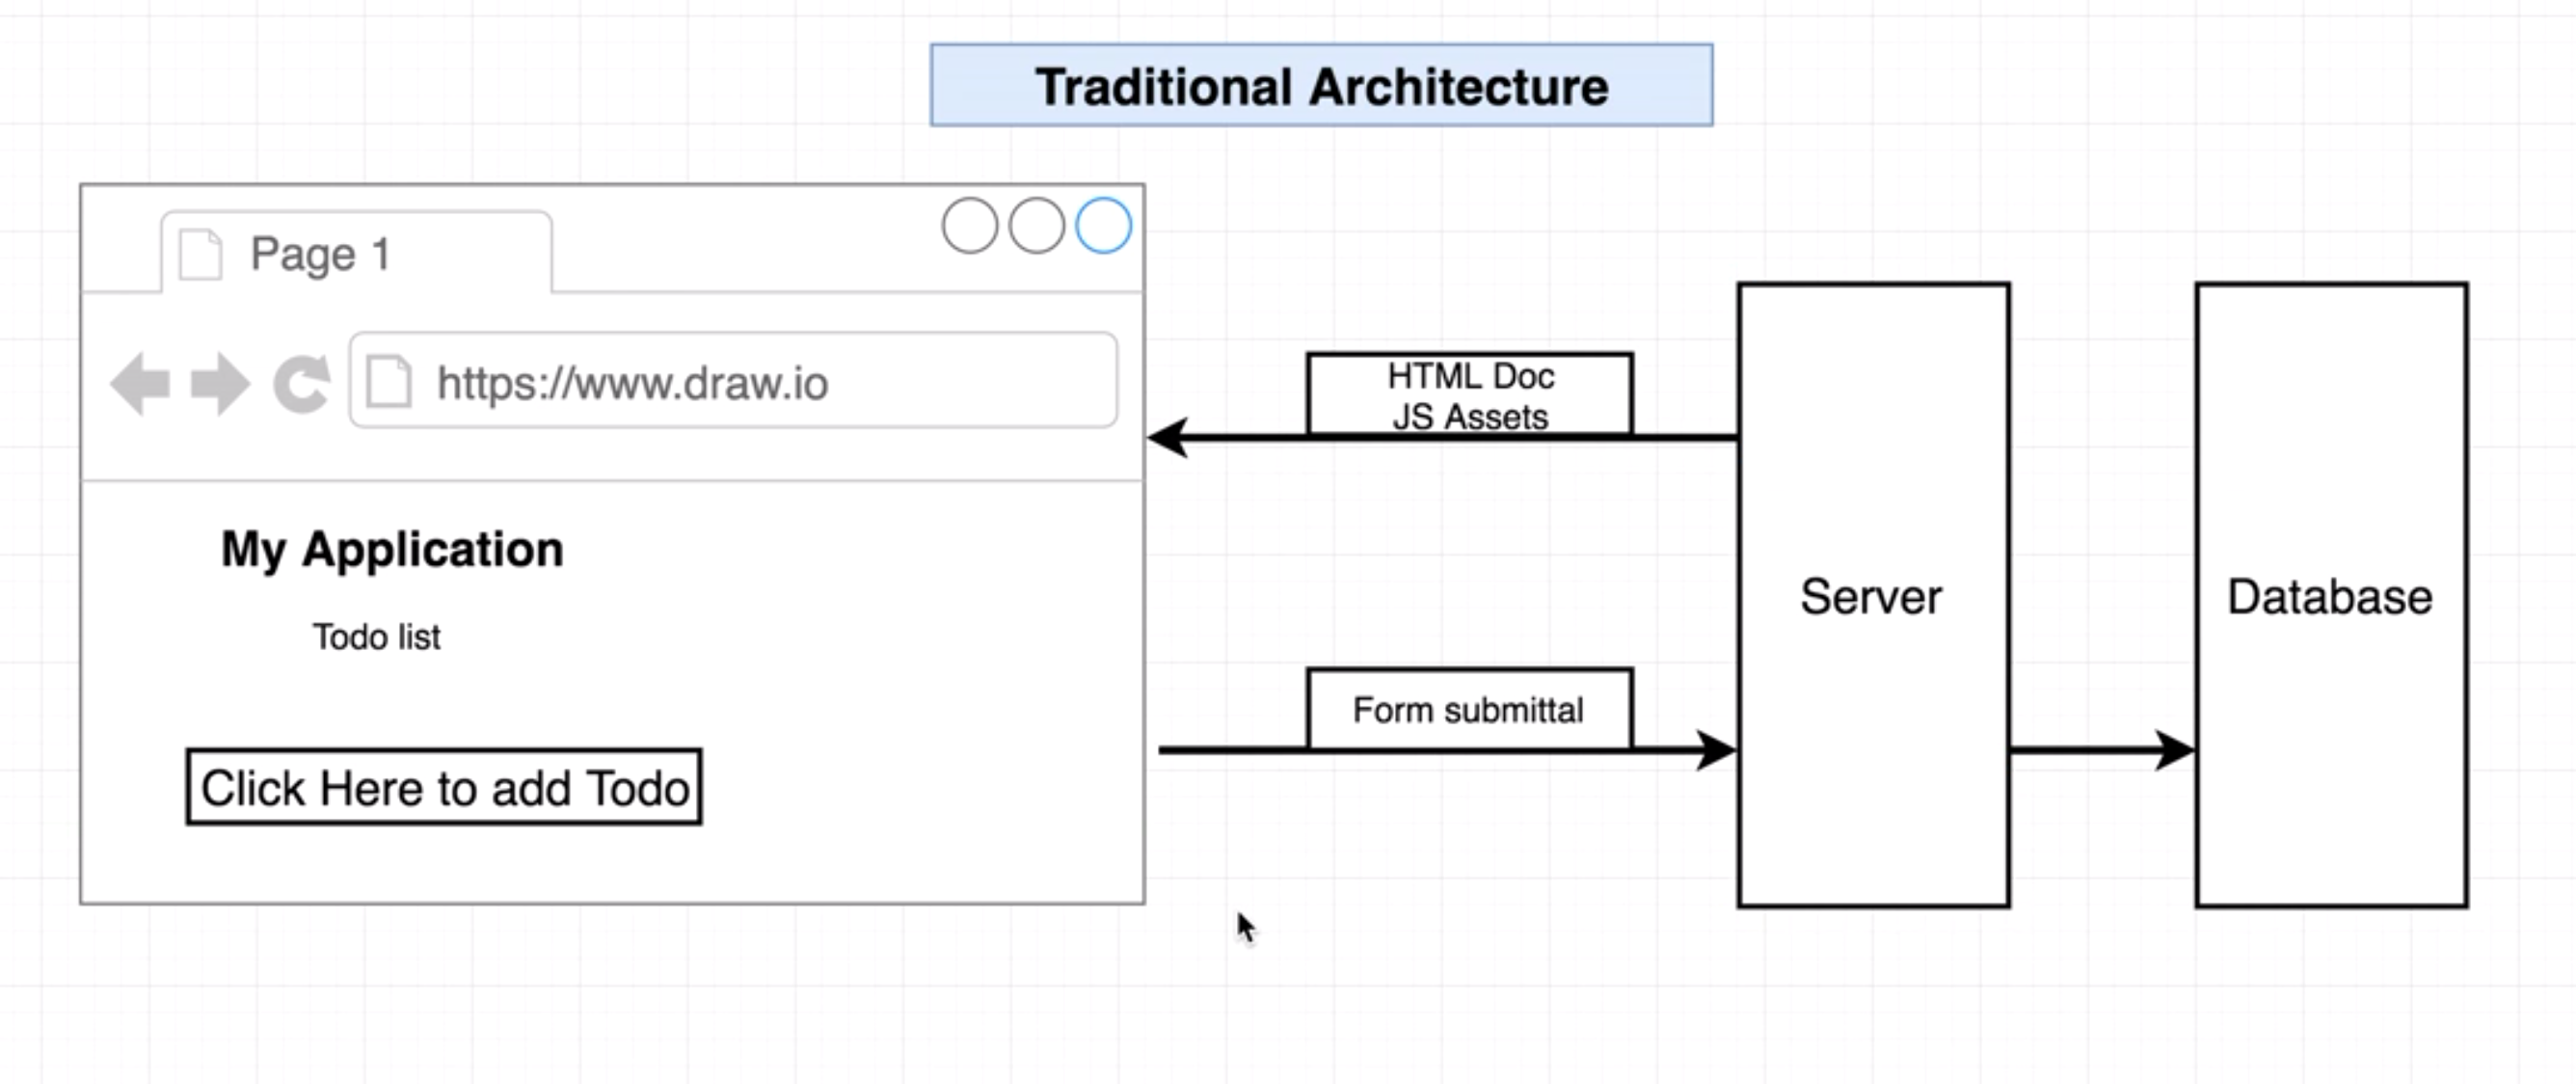 Traditional Architecture
Page 1
https://www.draw.io
HTML Doc
JS Assets
My Application
Todo list
Server
Database
Form submittal
Click Here to add Todo